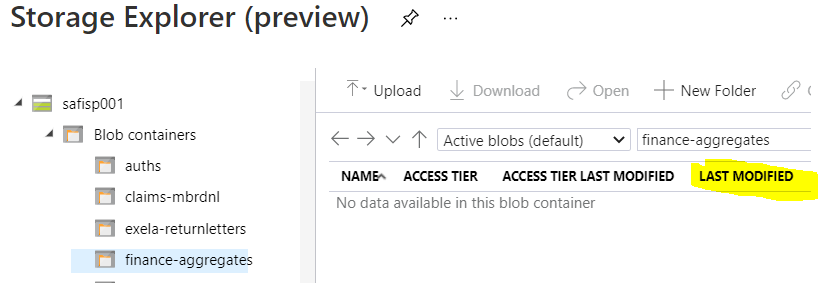 Storage Explorer (preview) ...
safisp001
Blob containers
auths
claims-mbrdnl
exela-returnletters
finance-aggregates
Upload Download Open New Folder
Active blobs (default) finance-aggregates
NAME ACCESS TIER ACCESS TIER LAST MODIFIED LAST MODIFIED
No data available in this blob container